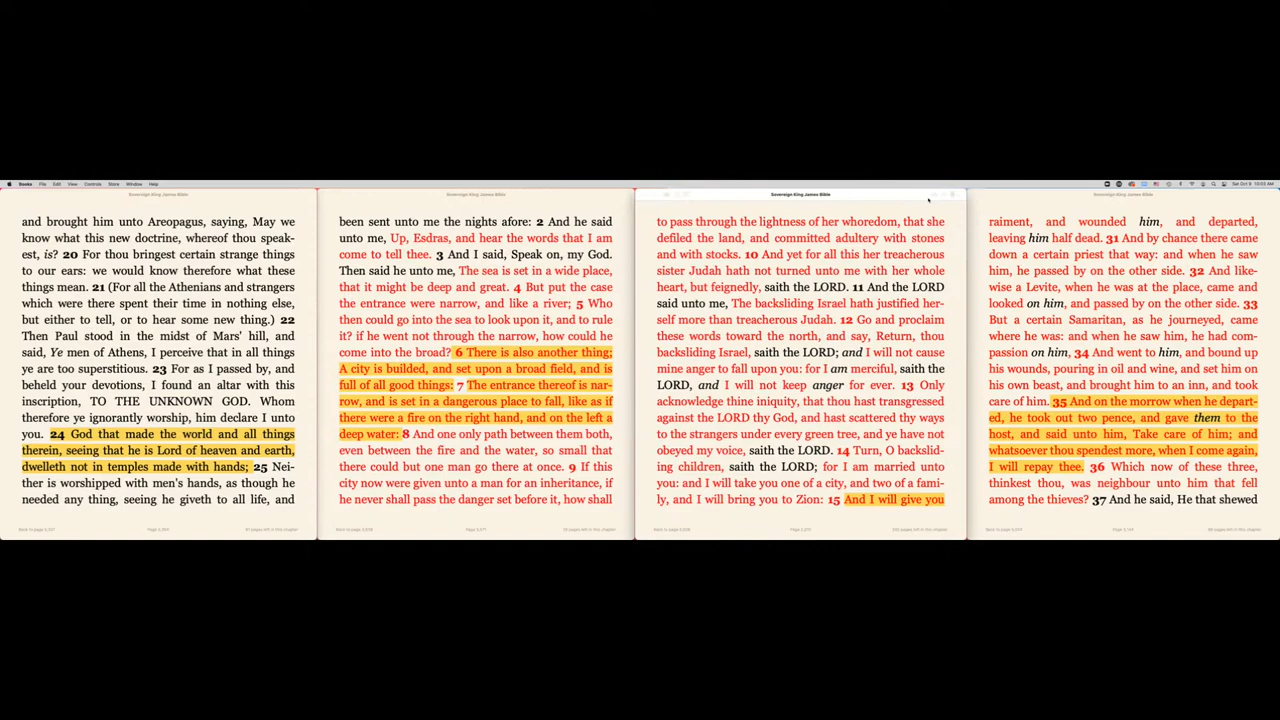 Books File Edit View Controls Store Window Help
Sat Oct 9 10:03 AM
Sovereign King James Bible
and brought him unto Areopagus, saying, May we
know what this new doctrine, whereof thou speak-
est, is? 20 For thou bringest certain strange things
to our ears: we would know therefore what these
things mean. 21 (For all the Athenians and strangers
which were there spent their time in nothing else,
but either to tell, or to hear some new thing.) 22
Then Paul stood in the midst of Mars' hill, and
said, Ye men of Athens, I perceive that in all things
ye are too superstitious. 23 For as I passed by, and
beheld your devotions, I found an altar with this
inscription, TO THE UNKNOWN GOD. Whom
therefore ye ignorantly worship, him declare I unto
you. 24 God that made the world and all things
therein, seeing that he is Lord of heaven and earth,
dwelleth not in temples made with hands; 25 Nei-
ther is worshipped with men's hands, as though he
needed any thing, seeing he giveth to all life, and
Sovereign King James Bible
been sent unto me the nights afore: 2 And he said
unto me, Up, Esdras, and hear the words that I am
come to tell thee. 3 And I said, Speak on, my God.
Then said he unto me, The sea is set in a wide place,
that it might be deep and great. 4 But put the case
the entrance were narrow, and like a river; 5 Who
then could go into the sea to look upon it, and to rule
it? if he went not through the narrow, how could he
come into the broad? 6 There is also another thing;
A city is builded, and set upon a broad field, and is
full of all good things: 7 The entrance thereof is nar-
row, and is set in a dangerous place to fall, like as if
there were a fire on the right hand, and on the left a
deep water: 8 And one only path between them both,
even between the fire and the water, so small that
there could but one man go there at once. 9 If this
city now were given unto a man for an inheritance, if
he never shall pass the danger set before it, how shall
Sovereign King James Bible
to pass through the lightness of her whoredom, that she
defiled the land, and committed adultery with stones
and with stocks. 10 And yet for all this her treacherous
sister Judah hath not turned unto me with her whole
heart, but feignedly, saith the LORD. 11 And the LORD
said unto me, The backsliding Israel hath justified her-
self more than treacherous Judah. 12 Go and proclaim
these words toward the north, and say, Return, thou
backsliding Israel, saith the LORD; and I will not cause
mine anger to fall upon you: for I am merciful, saith the
LORD, and I will not keep anger for ever. 13 Only
acknowledge thine iniquity, that thou hast transgressed
against the LORD thy God, and hast scattered thy ways
to the strangers under every green tree, and ye have not
obeyed my voice, saith the LORD. 14 Turn, O backslid-
ing children, saith the LORD; for I am married unto
you: and I will take you one of a city, and two of a fami-
ly, and I will bring you to Zion: 15 And I will give you
Sovereign King James Bible
raiment, and wounded him, and departed,
leaving him half dead. 31 And by chance there came
down a certain priest that way: and when he saw
him, he passed by on the other side. 32 And like-
wise a Levite, when he was at the place, came and
looked on him, and passed by on the other side. 33
But a certain Samaritan, as he journeyed, came
where he was: and when he saw him, he had com-
passion on him, 34 And went to him, and bound up
his wounds, pouring in oil and wine, and set him on
his own beast, and brought him to an inn, and took
care of him. 35 And on the morrow when he depart-
ed, he took out two pence, and gave them to the
host, and said unto him, Take care of him; and
whatsoever thou spendest more, when I come again,
I will repay thee. 36 Which now of these three,
thinkest thou, was neighbour unto him that fell
among the thieves? 37 And he said, He that shewed